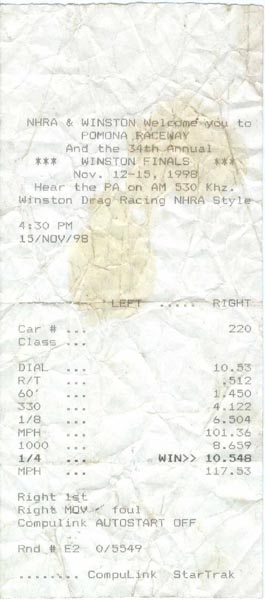 NHRA & WINSTON Welcome you to
POMONA RACEWAY
And the 34th Annual
*** WINSTON FINALS ***
Nov. 12-15, 1998
Hear the PA on AM 530 Khz.
Winston Drag Racing NHRA Style
4:30 PM
15/NOV/98
LEFT ..... RIGHT
Car # ... 220
Class ...
DIAL ... 10.53
R/T ... .512
60' ... 1.450
330 ... 4.122
1/8 ... 6.504
MPH ... 101.36
1000 ... 8.659
1/4 ... WIN>> 10.548
MPH ... 117.53
Right 1st
Right MOV - foul
Compulink AUTOSTART OFF
Rnd # E2 0/5549
........ CompuLink StarTrak